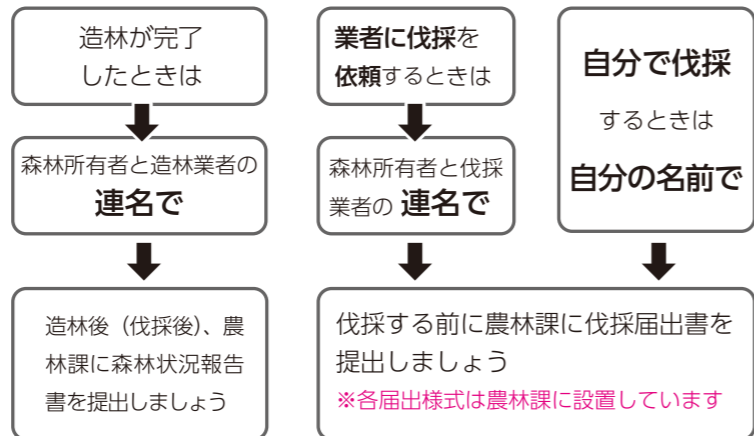 造林が完了
したときは
森林所有者と造林業者の
連名で
造林後（伐採後）、農
林課に森林状況報告
書を提出しましょう
業者に伐採を
依頼するときは
森林所有者と伐採
業者の 連名で
自分で伐採
するときは
自分の名前で
伐採する前に農林課に伐採届出書を
提出しましょう
※各届出様式は農林課に設置しています